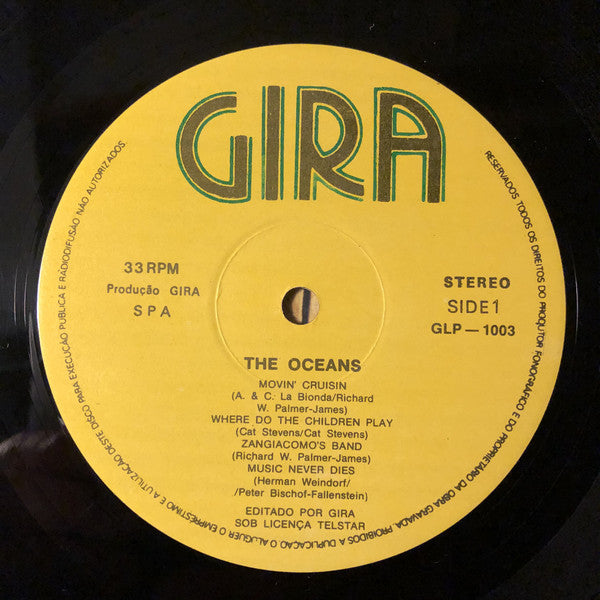 GIRA
33 RPM
Produção GIRA
S P A
STEREO
SIDE 1
GLP — 1003
THE OCEANS
MOVIN' CRUISIN
(A. & C. La Bionda/Richard
W. Palmer-James)
WHERE DO THE CHILDREN PLAY
(Cat Stevens/Cat Stevens)
ZANGIACOMO'S BAND
(Richard W. Palmer-James)
MUSIC NEVER DIES
(Herman Weindorf/
/Peter Bischof-Fallenstein)
EDITADO POR GIRA
SOB LICENÇA TELSTAR
RESERVADOS TODOS OS DIREITOS DO PRODUTOR FONOGRÁFICO E DO PROPRIETÁRIO DA OBRA GRAVADA. PROIBIDOS A DUPLICAÇÃO O ALUGUER O EMPRÉSTIMO E A UTILIZAÇÃO DESTE DISCO PARA EXECUÇÃO PUBLICA E RADIODIFUSÃO NÃO AUTORIZADOS.